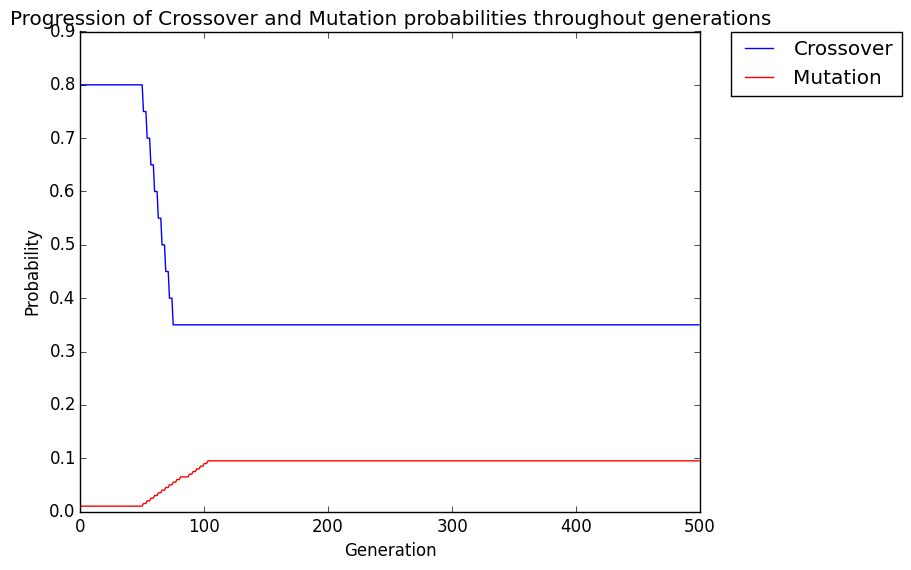 Progression of Crossover and Mutation probabilities throughout generations
Crossover
Mutation
0.9
0.8
0.7
0.6
0.5
0.4
0.3
0.2
0.1
0.0
Probability
0 100 200 300 400 500
Generation